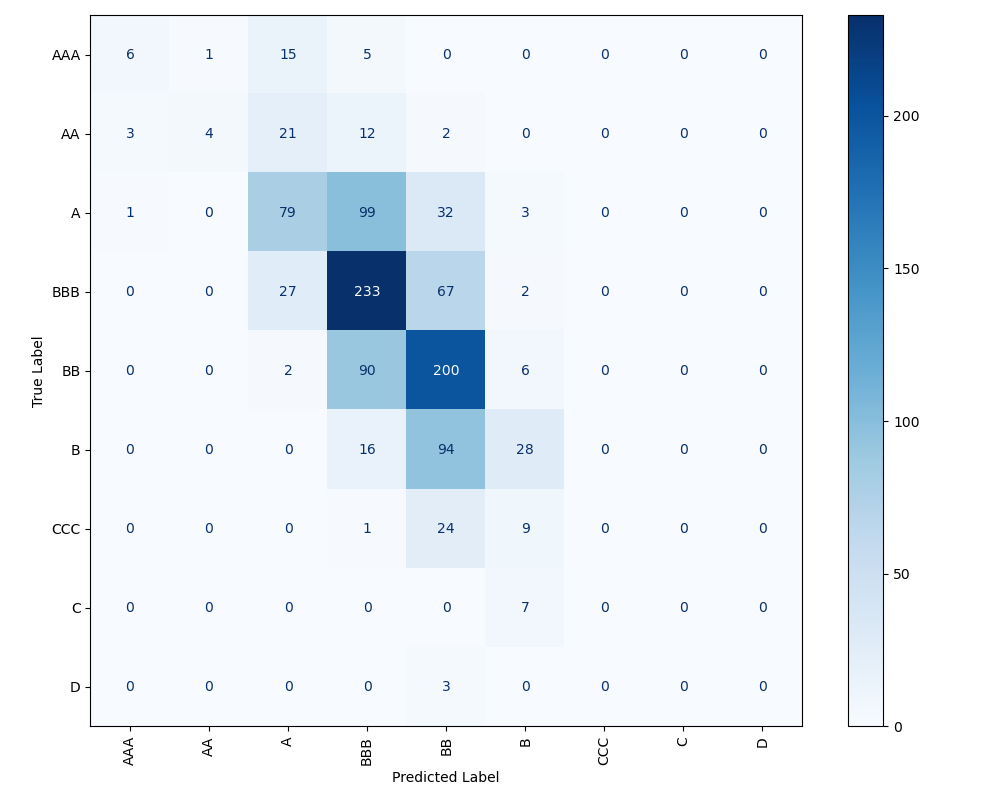 AAA 6 1 15 5 0 0 0 0 0
AA 3 4 21 12 2 0 0 0 0
A 1 0 79 99 32 3 0 0 0
BBB 0 0 27 233 67 2 0 0 0
BB 0 0 2 90 200 6 0 0 0
B 0 0 0 16 94 28 0 0 0
CCC 0 0 0 1 24 9 0 0 0
C 0 0 0 0 0 7 0 0 0
D 0 0 0 0 3 0 0 0 0
AAA AA A BBB BB B CCC C D
Predicted Label
True Label
200
150
100
50
0